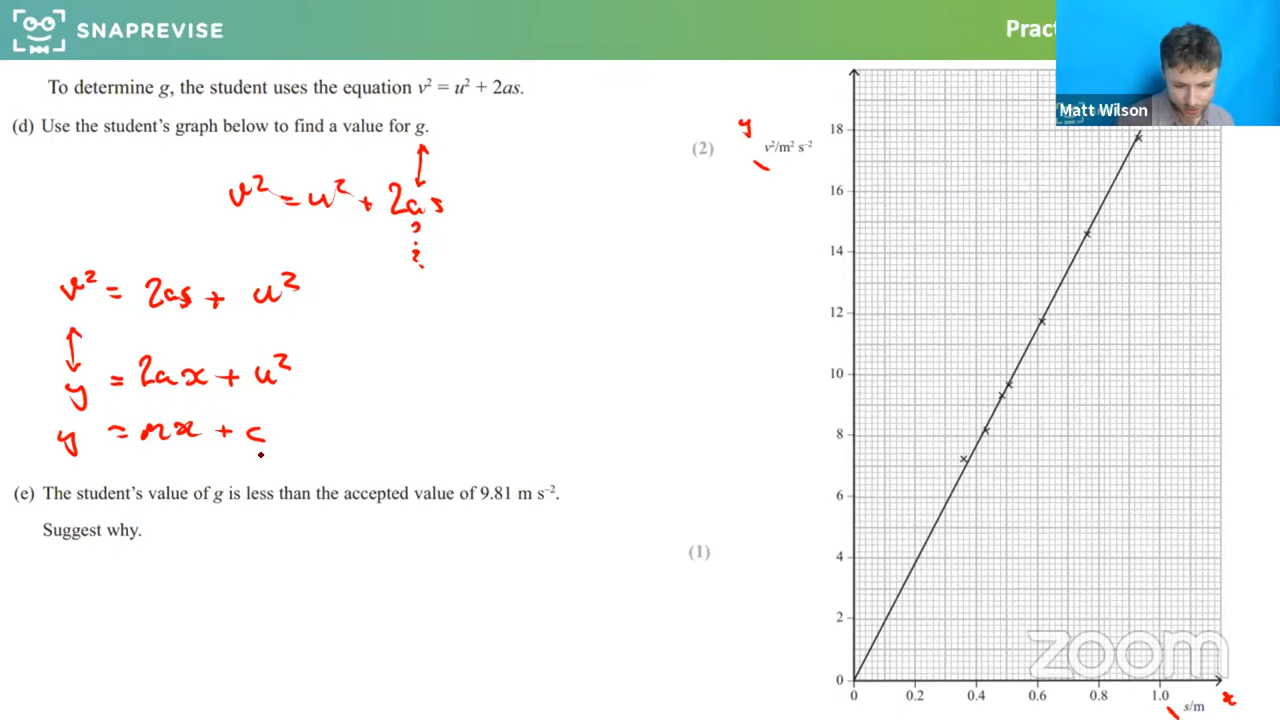 SNAPREVISE
Pract
Matt Wilson
To determine g, the student uses the equation v² = u² + 2as.
(d) Use the student's graph below to find a value for g.
(2)
y
v²/m² s⁻²
v² = u² + 2as
?
v² = 2as + u²
y = 2ax + u²
y = mx + c
(e) The student's value of g is less than the accepted value of 9.81 m s⁻².
Suggest why.
(1)
18
16
14
12
10
8
6
4
2
0
0 0.2 0.4 0.6 0.8 1.0
s/m
x
zoom